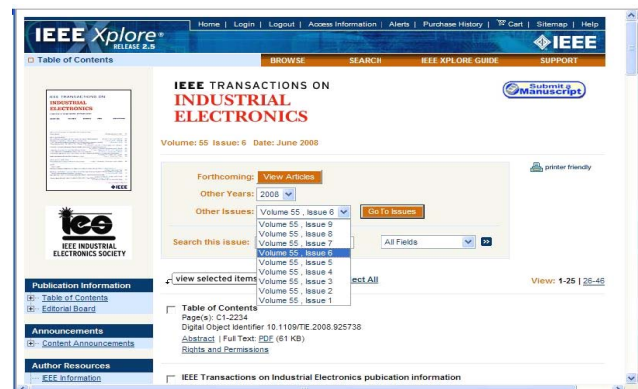 IEEE Xplore®
RELEASE 2.5
Home | Login | Logout | Access Information | Alerts | Purchase History | Cart | Sitemap | Help
IEEE
Table of Contents
BROWSE SEARCH IEEE XPLORE GUIDE SUPPORT
INDUSTRIAL
ELECTRONICS
IEEE
IEEE TRANSACTIONS ON
INDUSTRIAL
ELECTRONICS
Submit a
Manuscript
Volume: 55 Issue: 6 Date: June 2008
Forthcoming: View Articles
printer friendly
Other Years: 2008
Other Issues: Volume 55 , Issue 6 Go To Issues
Volume 55 , Issue 9
Volume 55 , Issue 8
Volume 55 , Issue 7
Volume 55 , Issue 6
Volume 55 , Issue 5
Volume 55 , Issue 4
Volume 55 , Issue 3
Volume 55 , Issue 2
Volume 55 , Issue 1
Search this issue: All Fields
ies
IEEE INDUSTRIAL
ELECTRONICS SOCIETY
view selected items ect All
View: 1-25 | 26-46
Publication Information
Table of Contents
Editorial Board
Announcements
Content Announcements
Author Resources
IEEE Information
Table of Contents
Page(s): C1-2234
Digital Object Identifier 10.1109/TIE.2008.925738
Abstract | Full Text: PDF (61 KB)
Rights and Permissions
IEEE Transactions on Industrial Electronics pubication information